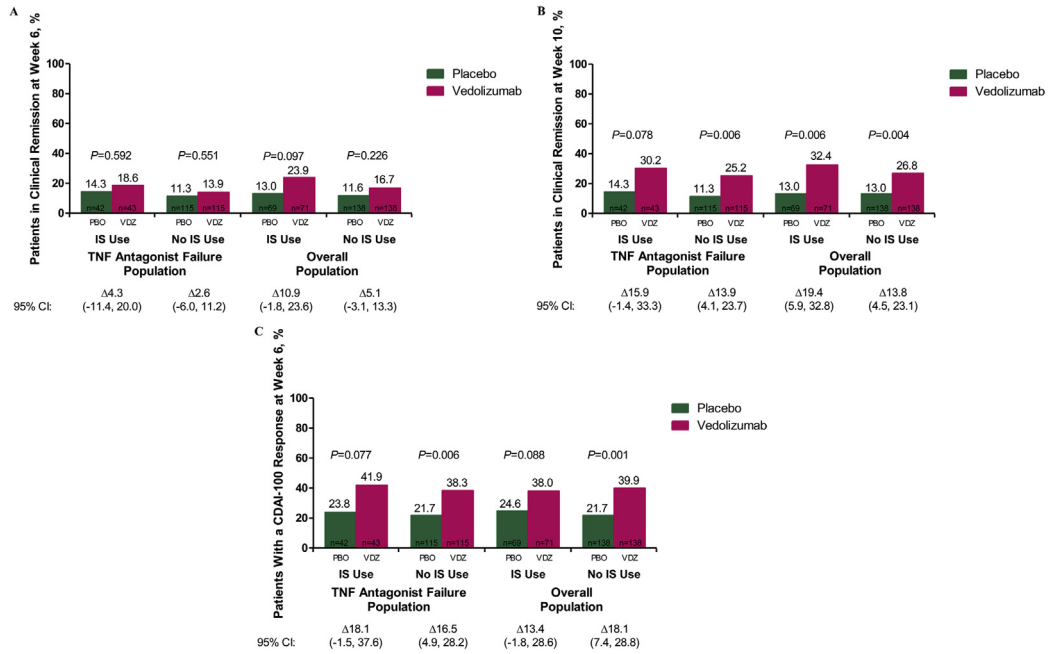 A
Patients in Clinical Remission at Week 6, %
100
80
60
40
20
0
Placebo
Vedolizumab
P=0.592 P=0.551 P=0.097 P=0.226
14.3 18.6 11.3 13.9 13.0 23.9 11.6 16.7
n=42 n=43 n=115 n=115 n=69 n=71 n=138 n=138
PBO VDZ PBO VDZ PBO VDZ PBO VDZ
IS Use No IS Use IS Use No IS Use
TNF Antagonist Failure Overall
Population Population
Δ4.3 Δ2.6 Δ10.9 Δ5.1
95% CI: (-11.4, 20.0) (-6.0, 11.2) (-1.8, 23.6) (-3.1, 13.3)
B
Patients in Clinical Remission at Week 10, %
100
80
60
40
20
0
Placebo
Vedolizumab
P=0.078 P=0.006 P=0.006 P=0.004
14.3 30.2 11.3 25.2 13.0 32.4 13.0 26.8
n=42 n=43 n=115 n=115 n=69 n=71 n=138 n=138
PBO VDZ PBO VDZ PBO VDZ PBO VDZ
IS Use No IS Use IS Use No IS Use
TNF Antagonist Failure Overall
Population Population
Δ15.9 Δ13.9 Δ19.4 Δ13.8
95% CI: (-1.4, 33.3) (4.1, 23.7) (5.9, 32.8) (4.5, 23.1)
C
Patients With a CDAI-100 Response at Week 6, %
100
80
60
40
20
0
Placebo
Vedolizumab
P=0.077 P=0.006 P=0.088 P=0.001
23.8 41.9 21.7 38.3 24.6 38.0 21.7 39.9
n=42 n=43 n=115 n=115 n=69 n=71 n=138 n=138
PBO VDZ PBO VDZ PBO VDZ PBO VDZ
IS Use No IS Use IS Use No IS Use
TNF Antagonist Failure Overall
Population Population
Δ18.1 Δ16.5 Δ13.4 Δ18.1
95% CI: (-1.5, 37.6) (4.9, 28.2) (-1.8, 28.6) (7.4, 28.8)